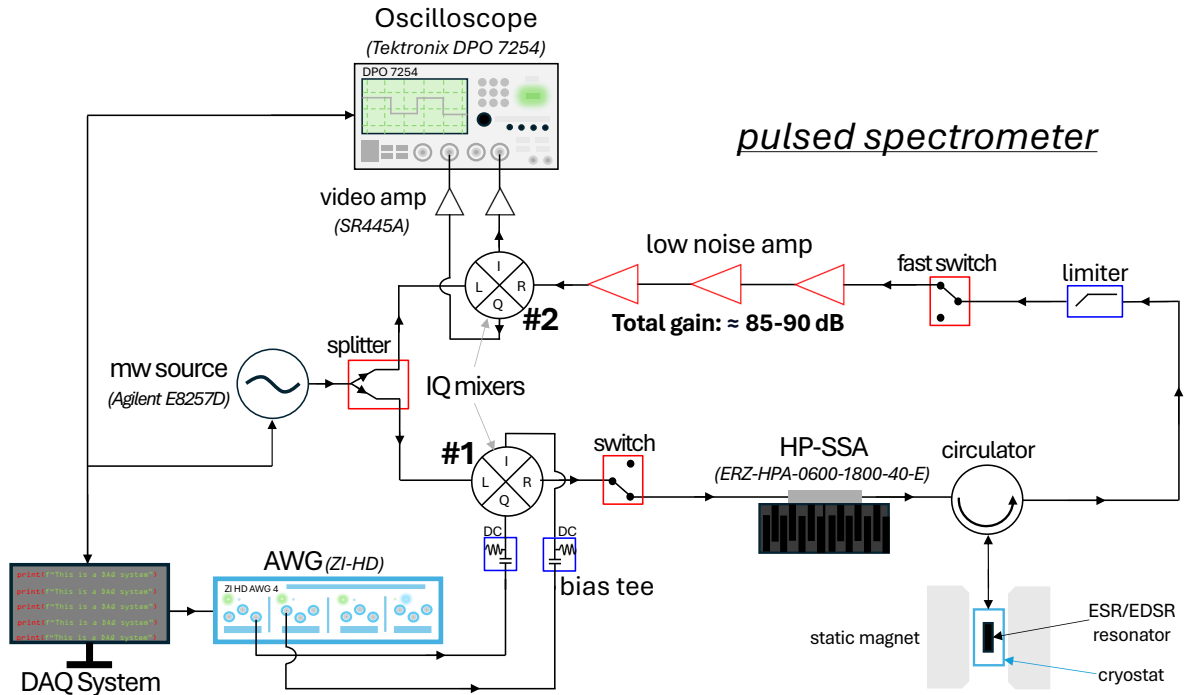 Oscilloscope
(Tektronix DPO 7254)
DPO 7254
pulsed spectrometer
video amp
(SR445A)
low noise amp
fast switch
limiter
I
L
R
Q
#2
Total gain: ≈ 85-90 dB
splitter
mw source
(Agilent E8257D)
IQ mixers
#1
I
L
R
Q
switch
HP-SSA
(ERZ-HPA-0600-1800-40-E)
circulator
DC
DC
bias tee
AWG (ZI-HD)
ZI HD AWG 4
print(f"This is a DAQ system")
print(f"This is a DAQ system")
print(f"This is a DAQ system")
print(f"This is a DAQ system")
print(f"This is a DAQ system")
DAQ System
static magnet
ESR/EDSR
resonator
cryostat